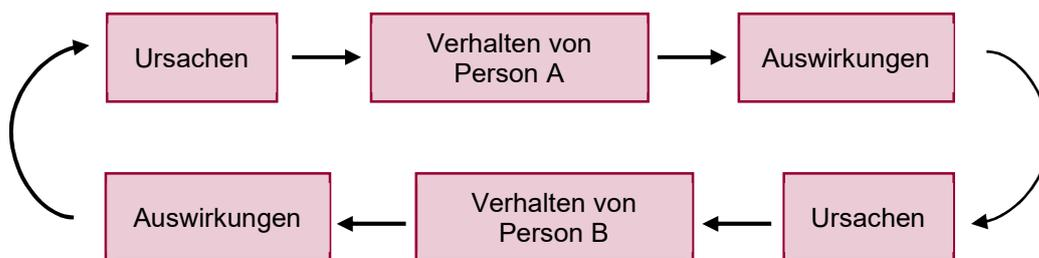 Ursachen
Verhalten von
Person A
Auswirkungen
Auswirkungen
Verhalten von
Person B
Ursachen